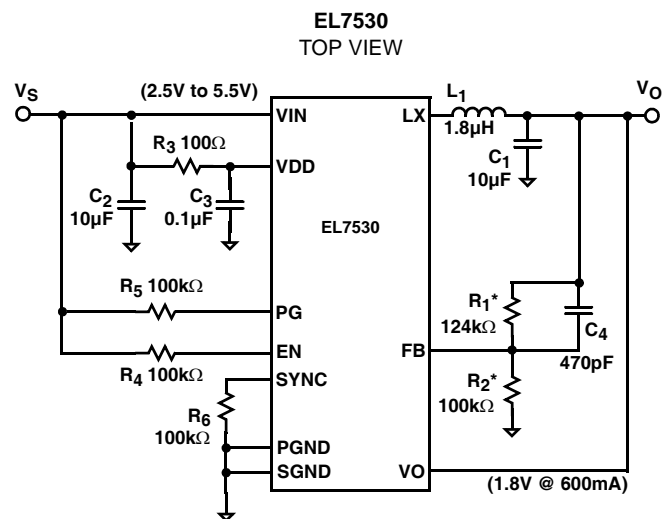 EL7530
TOP VIEW
VS
(2.5V to 5.5V)
VIN
LX
L1
1.8µH
VO
R3 100Ω
VDD
C1
10µF
C2
10µF
C3
0.1µF
EL7530
R5 100kΩ
PG
R1*
124kΩ
C4
470pF
EN
FB
R4 100kΩ
SYNC
R2*
100kΩ
R6
100kΩ
PGND
SGND
VO
(1.8V @ 600mA)